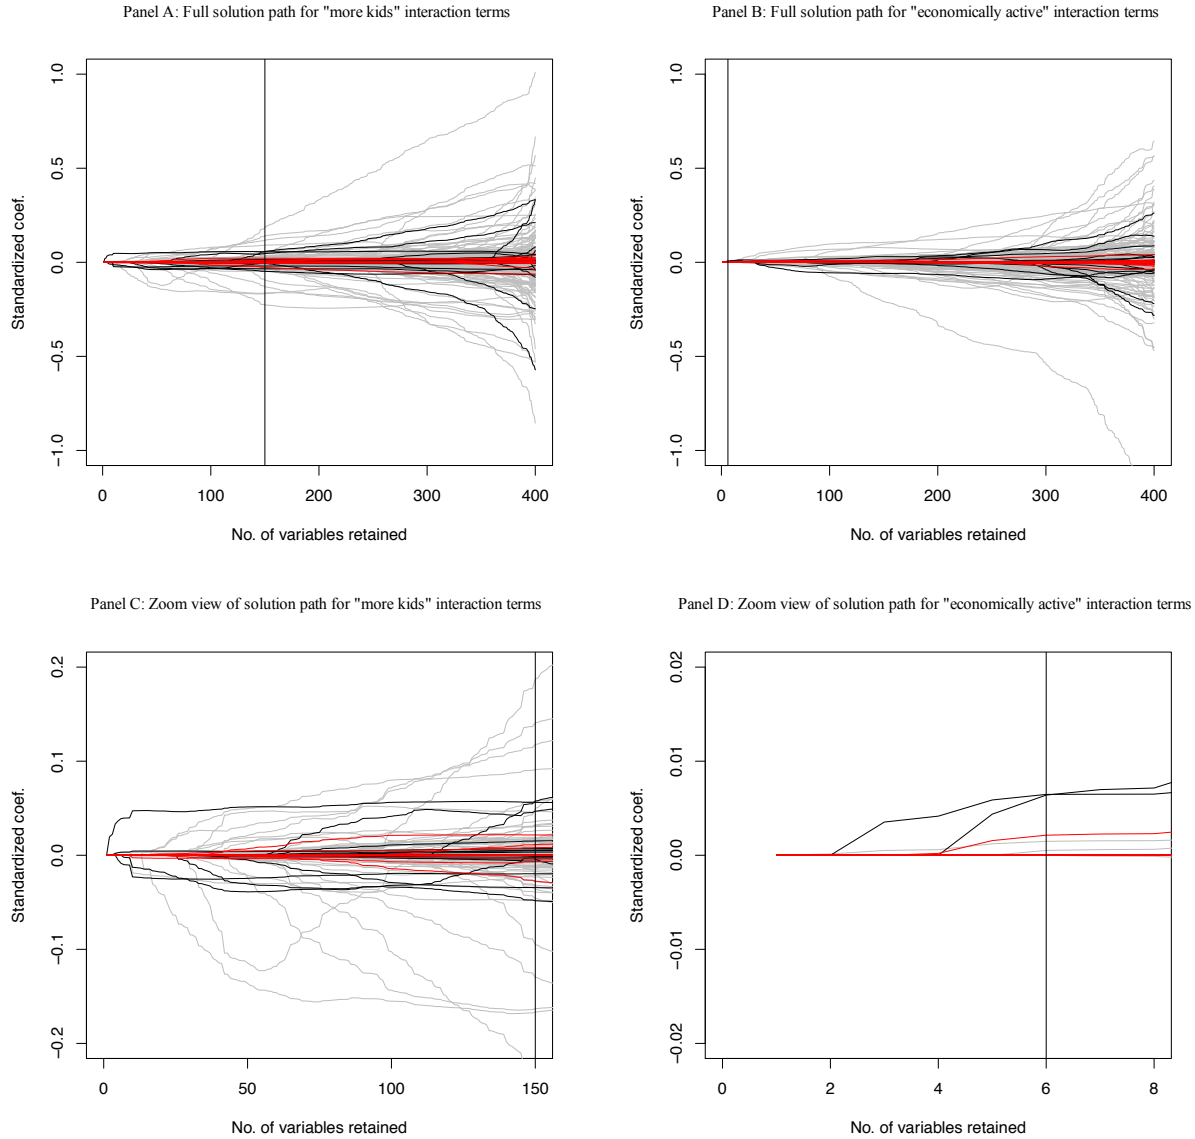 Panel A: Full solution path for "more kids" interaction terms
1.0
0.5
0.0
−0.5
−1.0
Standardized coef.
0 100 200 300 400
No. of variables retained
Panel B: Full solution path for "economically active" interaction terms
1.0
0.5
0.0
−0.5
−1.0
Standardized coef.
0 100 200 300 400
No. of variables retained
Panel C: Zoom view of solution path for "more kids" interaction terms
0.2
0.1
0.0
−0.1
−0.2
Standardized coef.
0 50 100 150
No. of variables retained
Panel D: Zoom view of solution path for "economically active" interaction terms
0.02
0.01
0.00
−0.01
−0.02
Standardized coef.
0 2 4 6 8
No. of variables retained